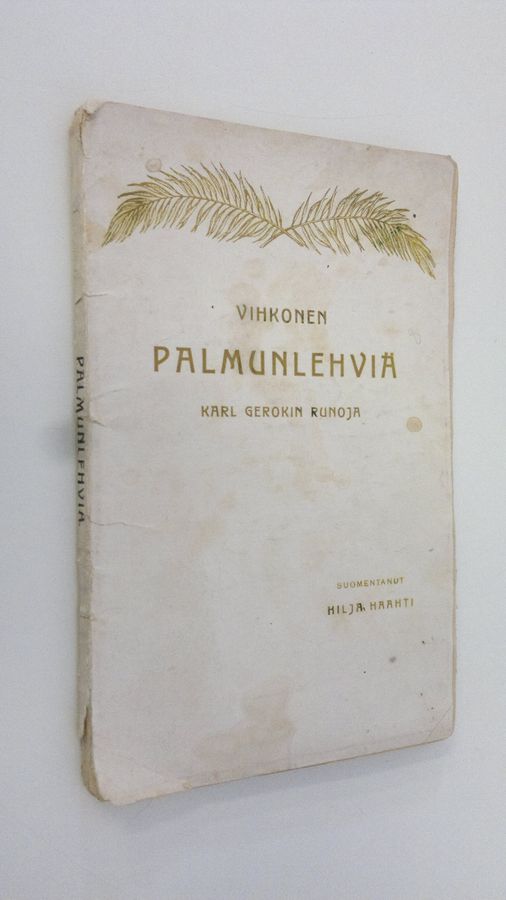 VIHKONEN
PALMUNLEHVIÄ
KARL GEROKIN RUNOJA
SUOMENTANUT
HILJA HAAHTI
PALMUNLEHVIÄ